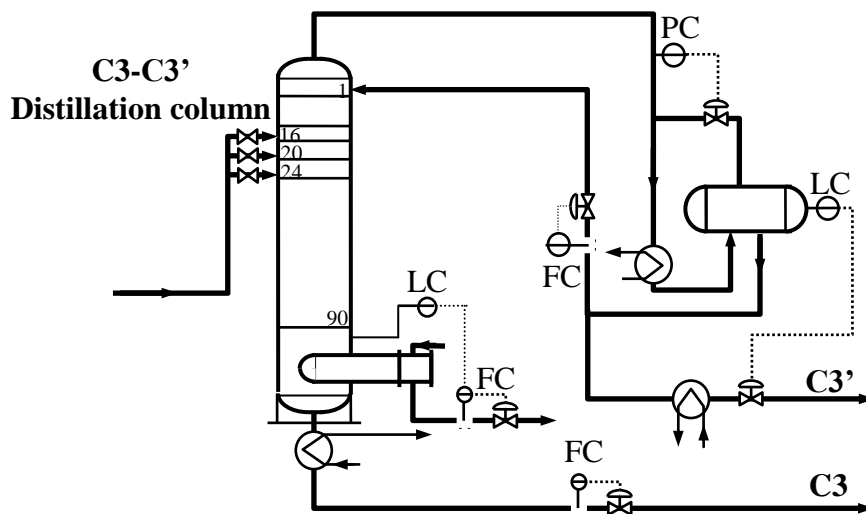 PC
C3-C3’
Distillation column
1
16
20
24
LC
FC
LC
90
FC
C3’
FC
C3